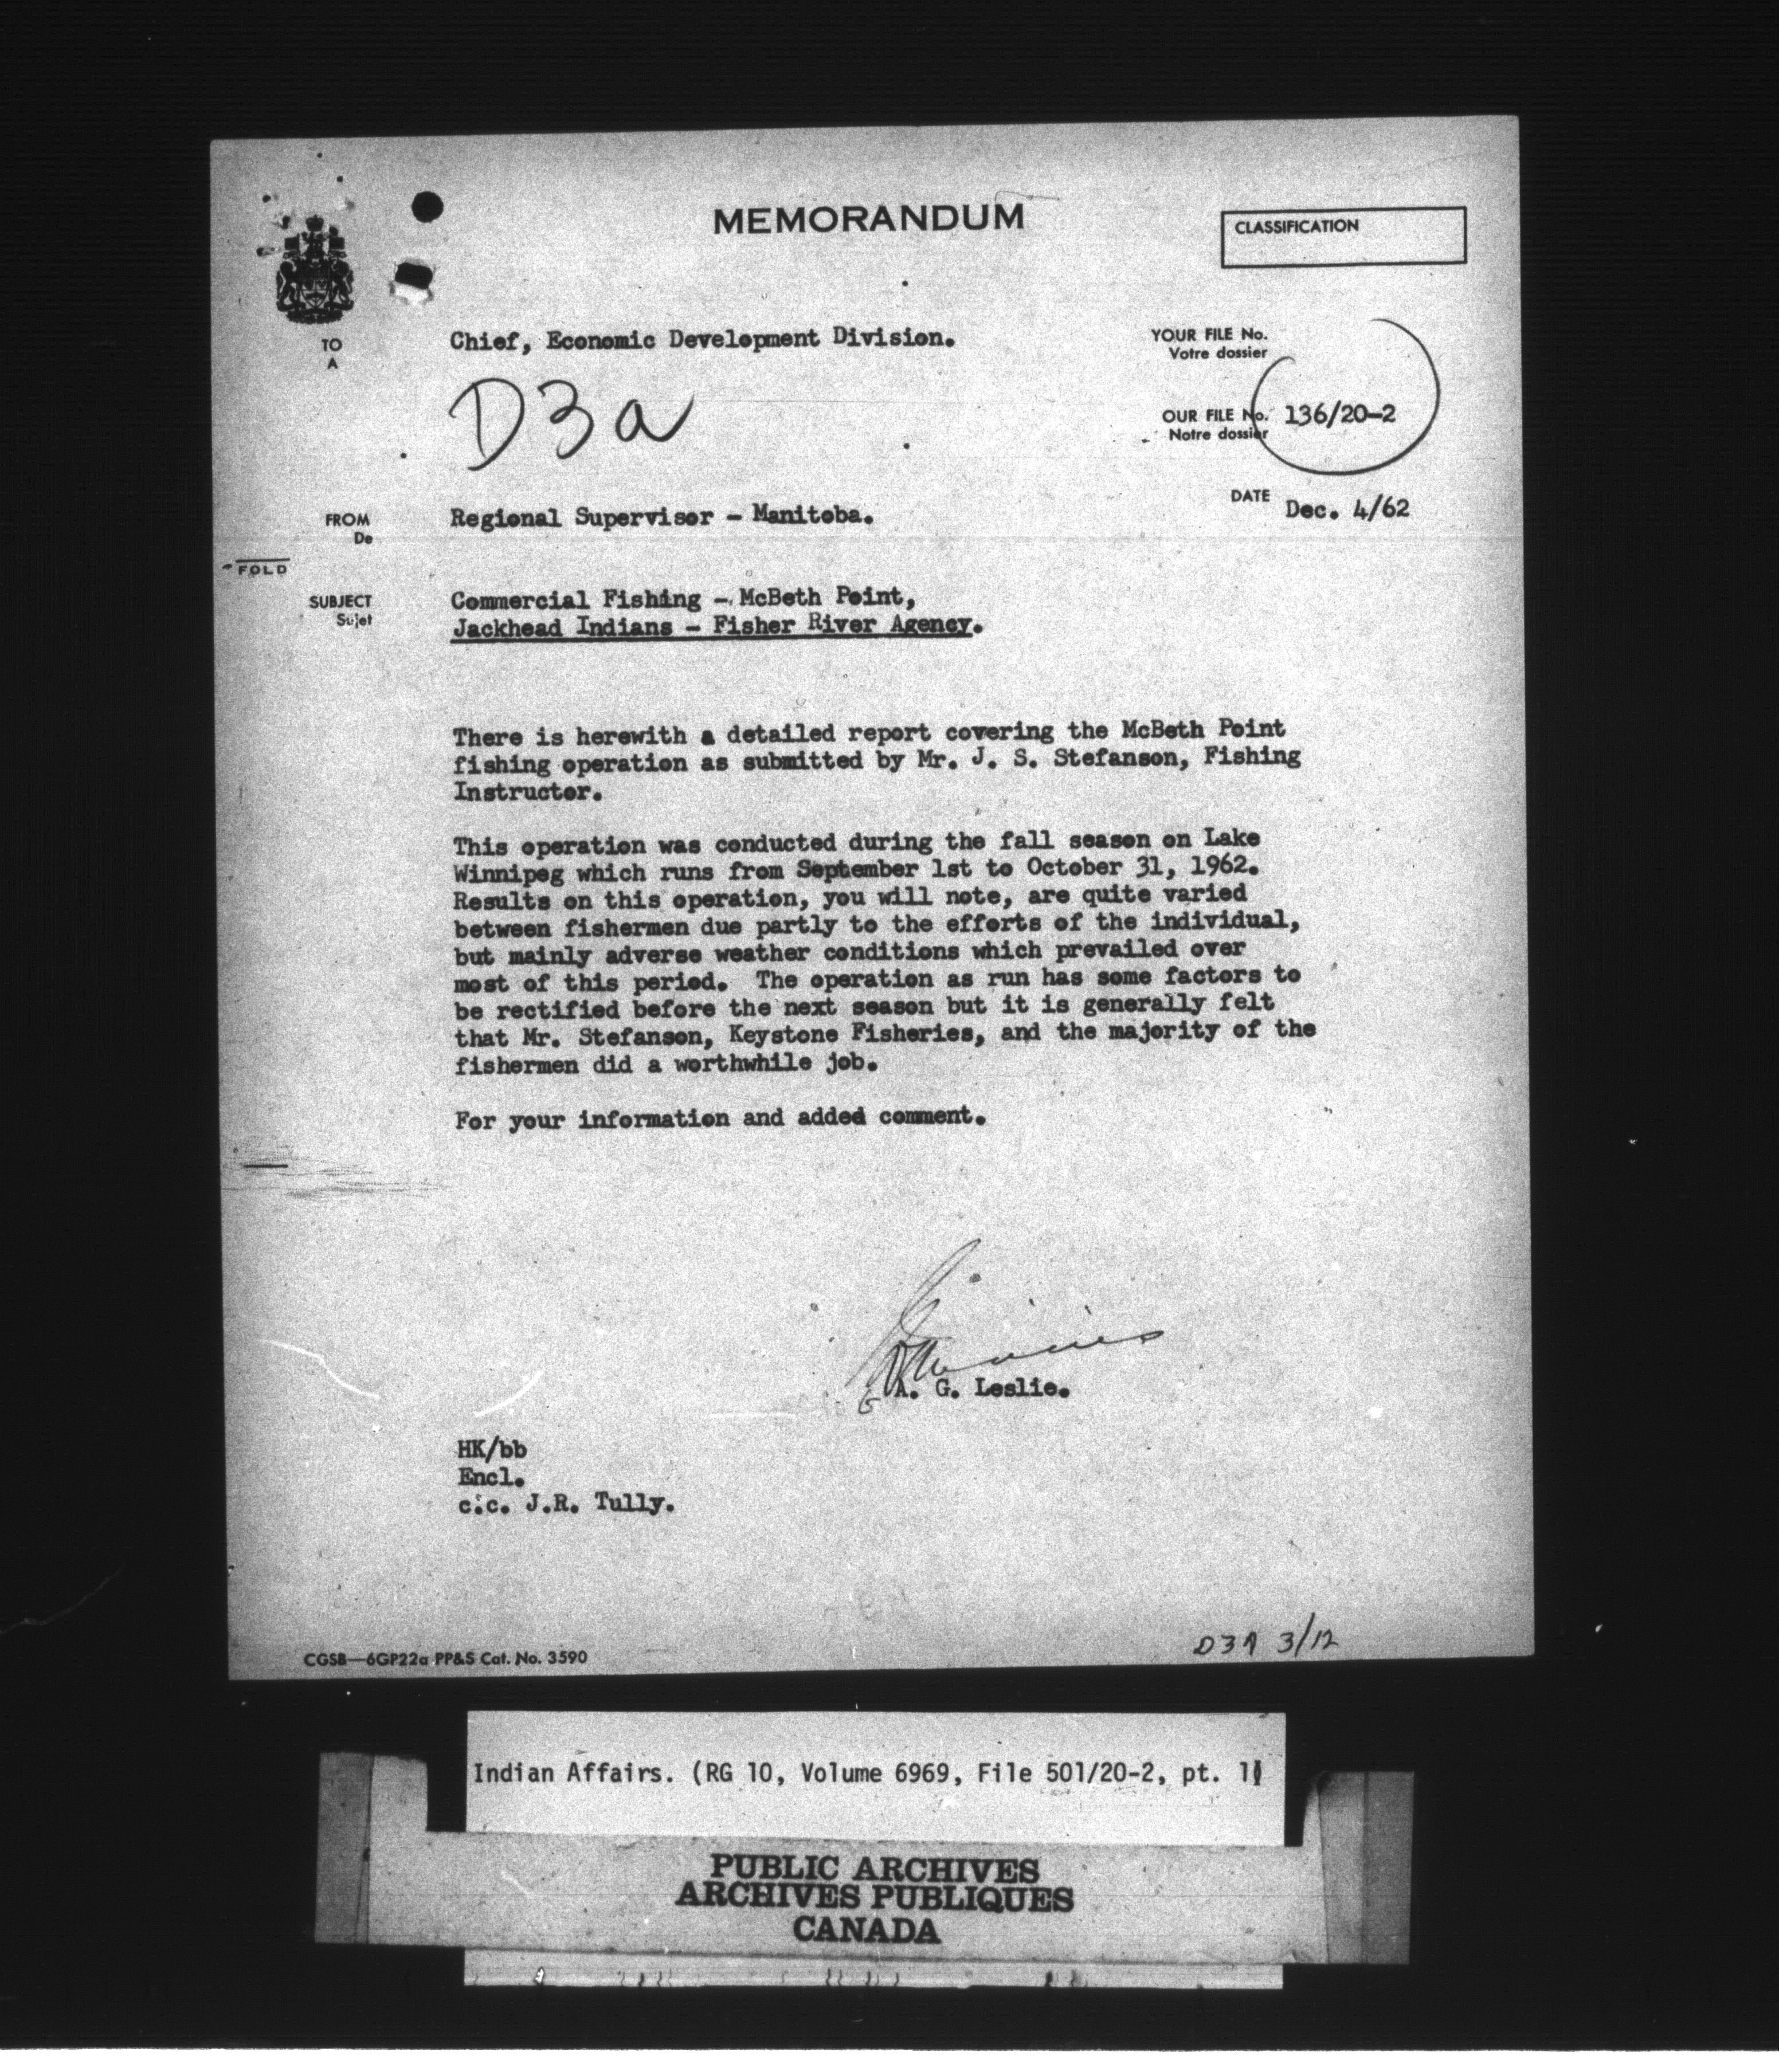 MEMORANDUM
CLASSIFICATION
TO
A
Chief, Economic Development Division.
YOUR FILE No.
Votre dossier
D3a
OUR FILE No. 136/20-2
Notre dossier
DATE Dec. 4/62
FROM
De
Regional Supervisor - Manitoba.
FOLD
SUBJECT
Sujet
Commercial Fishing - McBeth Point,
Jackhead Indians - Fisher River Agency.
There is herewith a detailed report covering the McBeth Point
fishing operation as submitted by Mr. J. S. Stefanson, Fishing
Instructor.
This operation was conducted during the fall season on Lake
Winnipeg which runs from September 1st to October 31, 1962.
Results on this operation, you will note, are quite varied
between fishermen due partly to the efforts of the individual,
but mainly adverse weather conditions which prevailed over
most of this period. The operation as run has some factors to
be rectified before the next season but it is generally felt
that Mr. Stefanson, Keystone Fisheries, and the majority of the
fishermen did a worthwhile job.
For your information and added comment.
A. G. Leslie.
HK/bb
Encl.
c.c. J.R. Tully.
CGSB—6GP22a PP&S Cat. No. 3590
D3A 3/12
Indian Affairs. (RG 10, Volume 6969, File 501/20-2, pt. 1)
PUBLIC ARCHIVES
ARCHIVES PUBLIQUES
CANADA